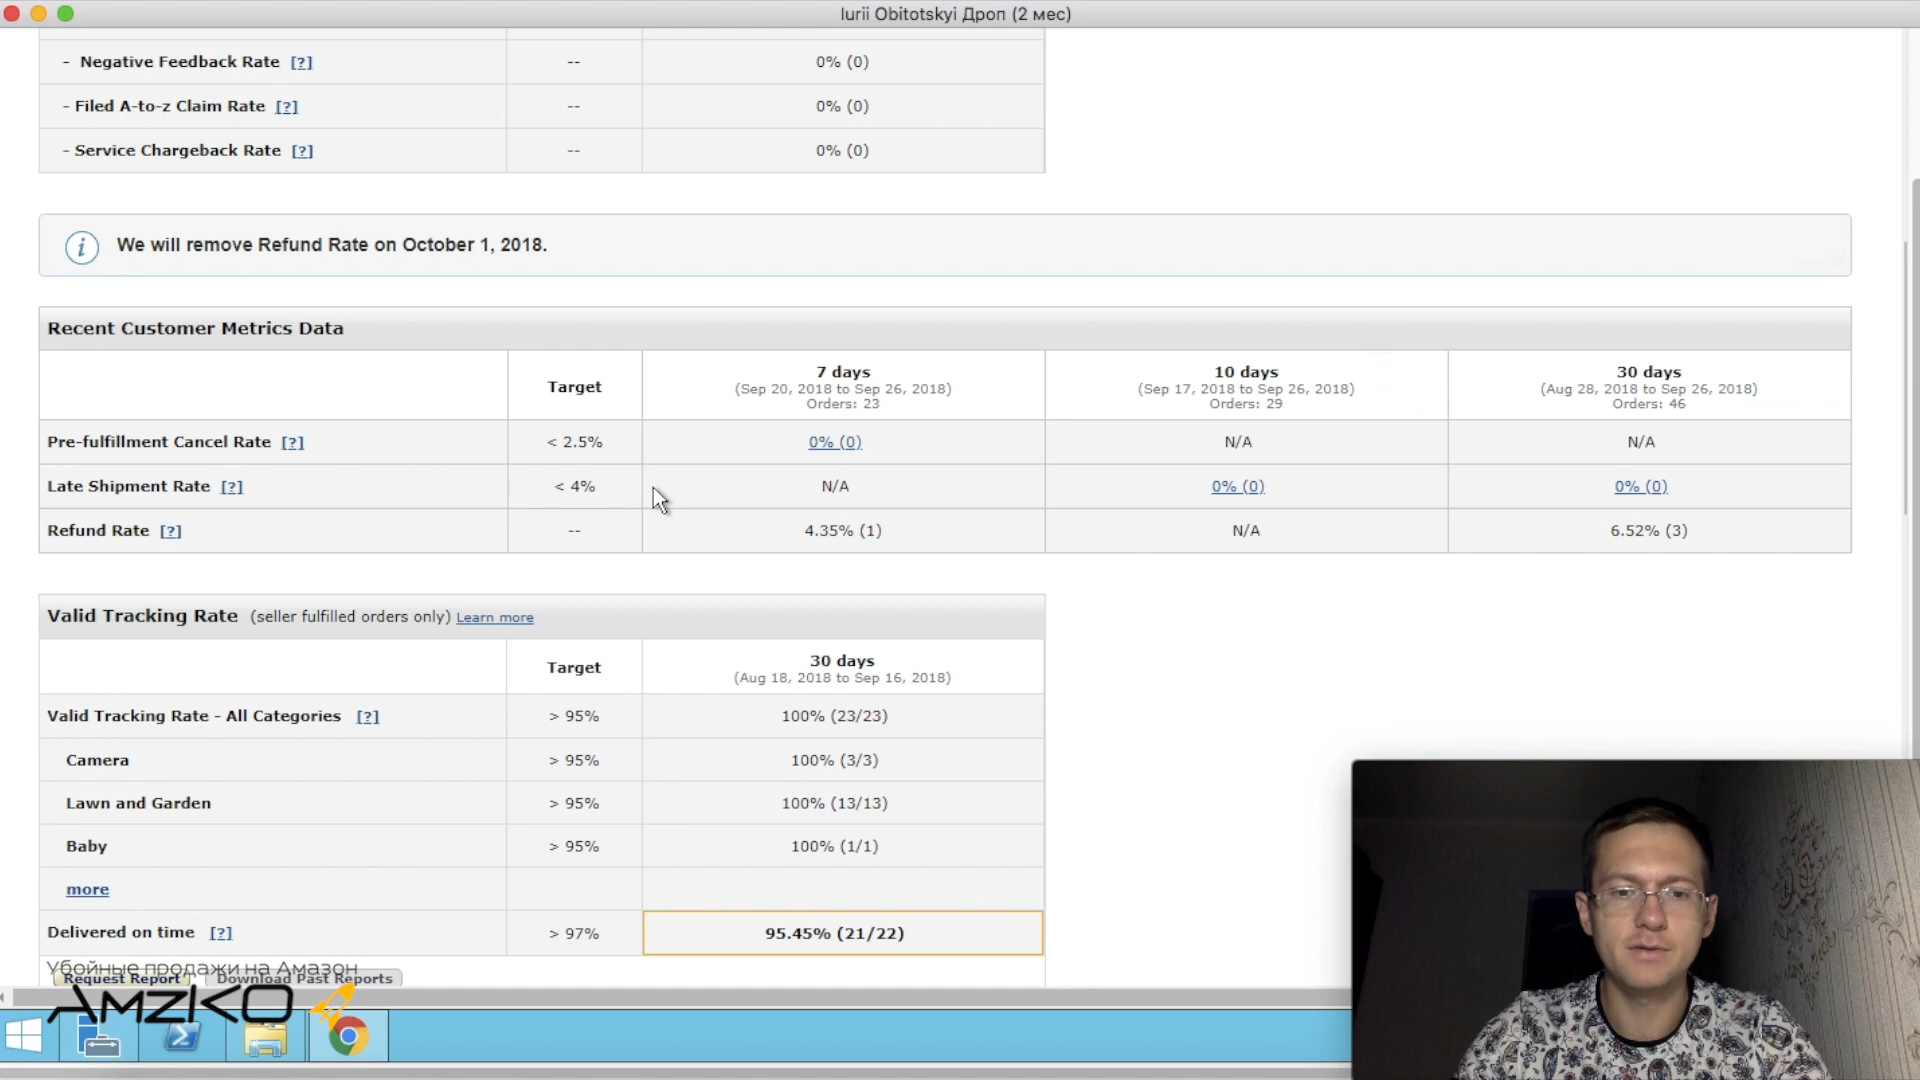 Iurii Obitotskyi Дроп (2 мес)
- Negative Feedback Rate [?] -- 0% (0)
- Filed A-to-z Claim Rate [?] -- 0% (0)
- Service Chargeback Rate [?] -- 0% (0)
We will remove Refund Rate on October 1, 2018.
Recent Customer Metrics Data
Target
7 days
(Sep 20, 2018 to Sep 26, 2018)
Orders: 23
10 days
(Sep 17, 2018 to Sep 26, 2018)
Orders: 29
30 days
(Aug 28, 2018 to Sep 26, 2018)
Orders: 46
Pre-fulfillment Cancel Rate [?] < 2.5% 0% (0) N/A N/A
Late Shipment Rate [?] < 4% N/A 0% (0) 0% (0)
Refund Rate [?] -- 4.35% (1) N/A 6.52% (3)
Valid Tracking Rate (seller fulfilled orders only) Learn more
Target
30 days
(Aug 18, 2018 to Sep 16, 2018)
Valid Tracking Rate - All Categories [?] > 95% 100% (23/23)
Camera > 95% 100% (3/3)
Lawn and Garden > 95% 100% (13/13)
Baby > 95% 100% (1/1)
more
Delivered on time [?] > 97% 95.45% (21/22)
Убойные продажи на Амазон
Request Report Download Past Reports
AMZIKO